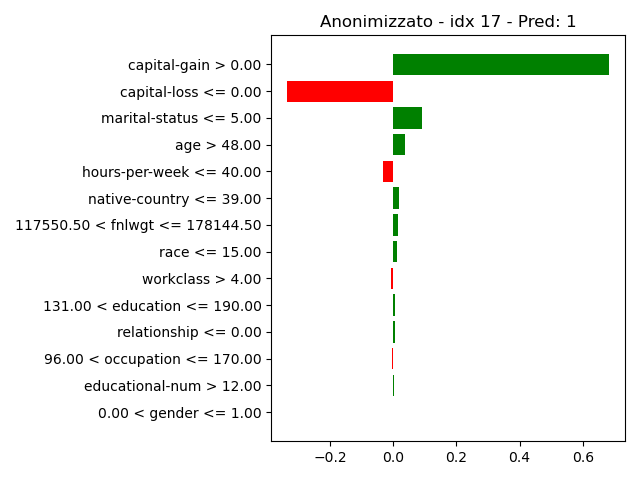 Anonimizzato - idx 17 - Pred: 1
capital-gain > 0.00
capital-loss <= 0.00
marital-status <= 5.00
age > 48.00
hours-per-week <= 40.00
native-country <= 39.00
117550.50 < fnlwgt <= 178144.50
race <= 15.00
workclass > 4.00
131.00 < education <= 190.00
relationship <= 0.00
96.00 < occupation <= 170.00
educational-num > 12.00
0.00 < gender <= 1.00
−0.2 0.0 0.2 0.4 0.6